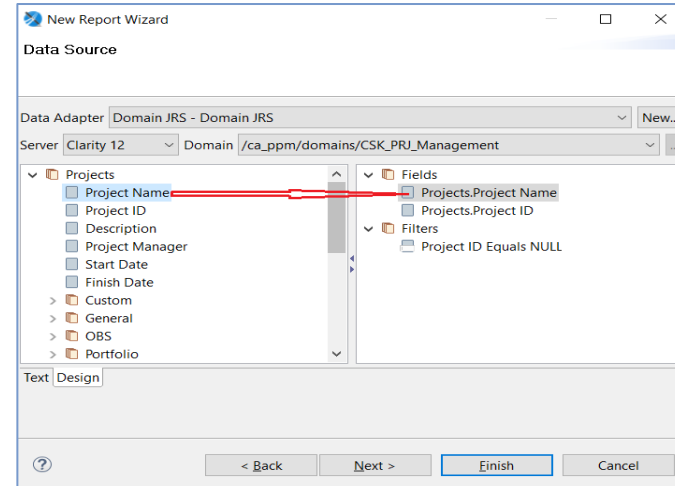 New Report Wizard
Data Source
Data Adapter Domain JRS - Domain JRS New..
Server Clarity 12 Domain /ca_ppm/domains/CSK_PRJ_Management ..
Projects
Project Name
Project ID
Description
Project Manager
Start Date
Finish Date
Custom
General
OBS
Portfolio
Fields
Projects.Project Name
Projects.Project ID
Filters
Project ID Equals NULL
Text Design
? < Back Next > Finish Cancel